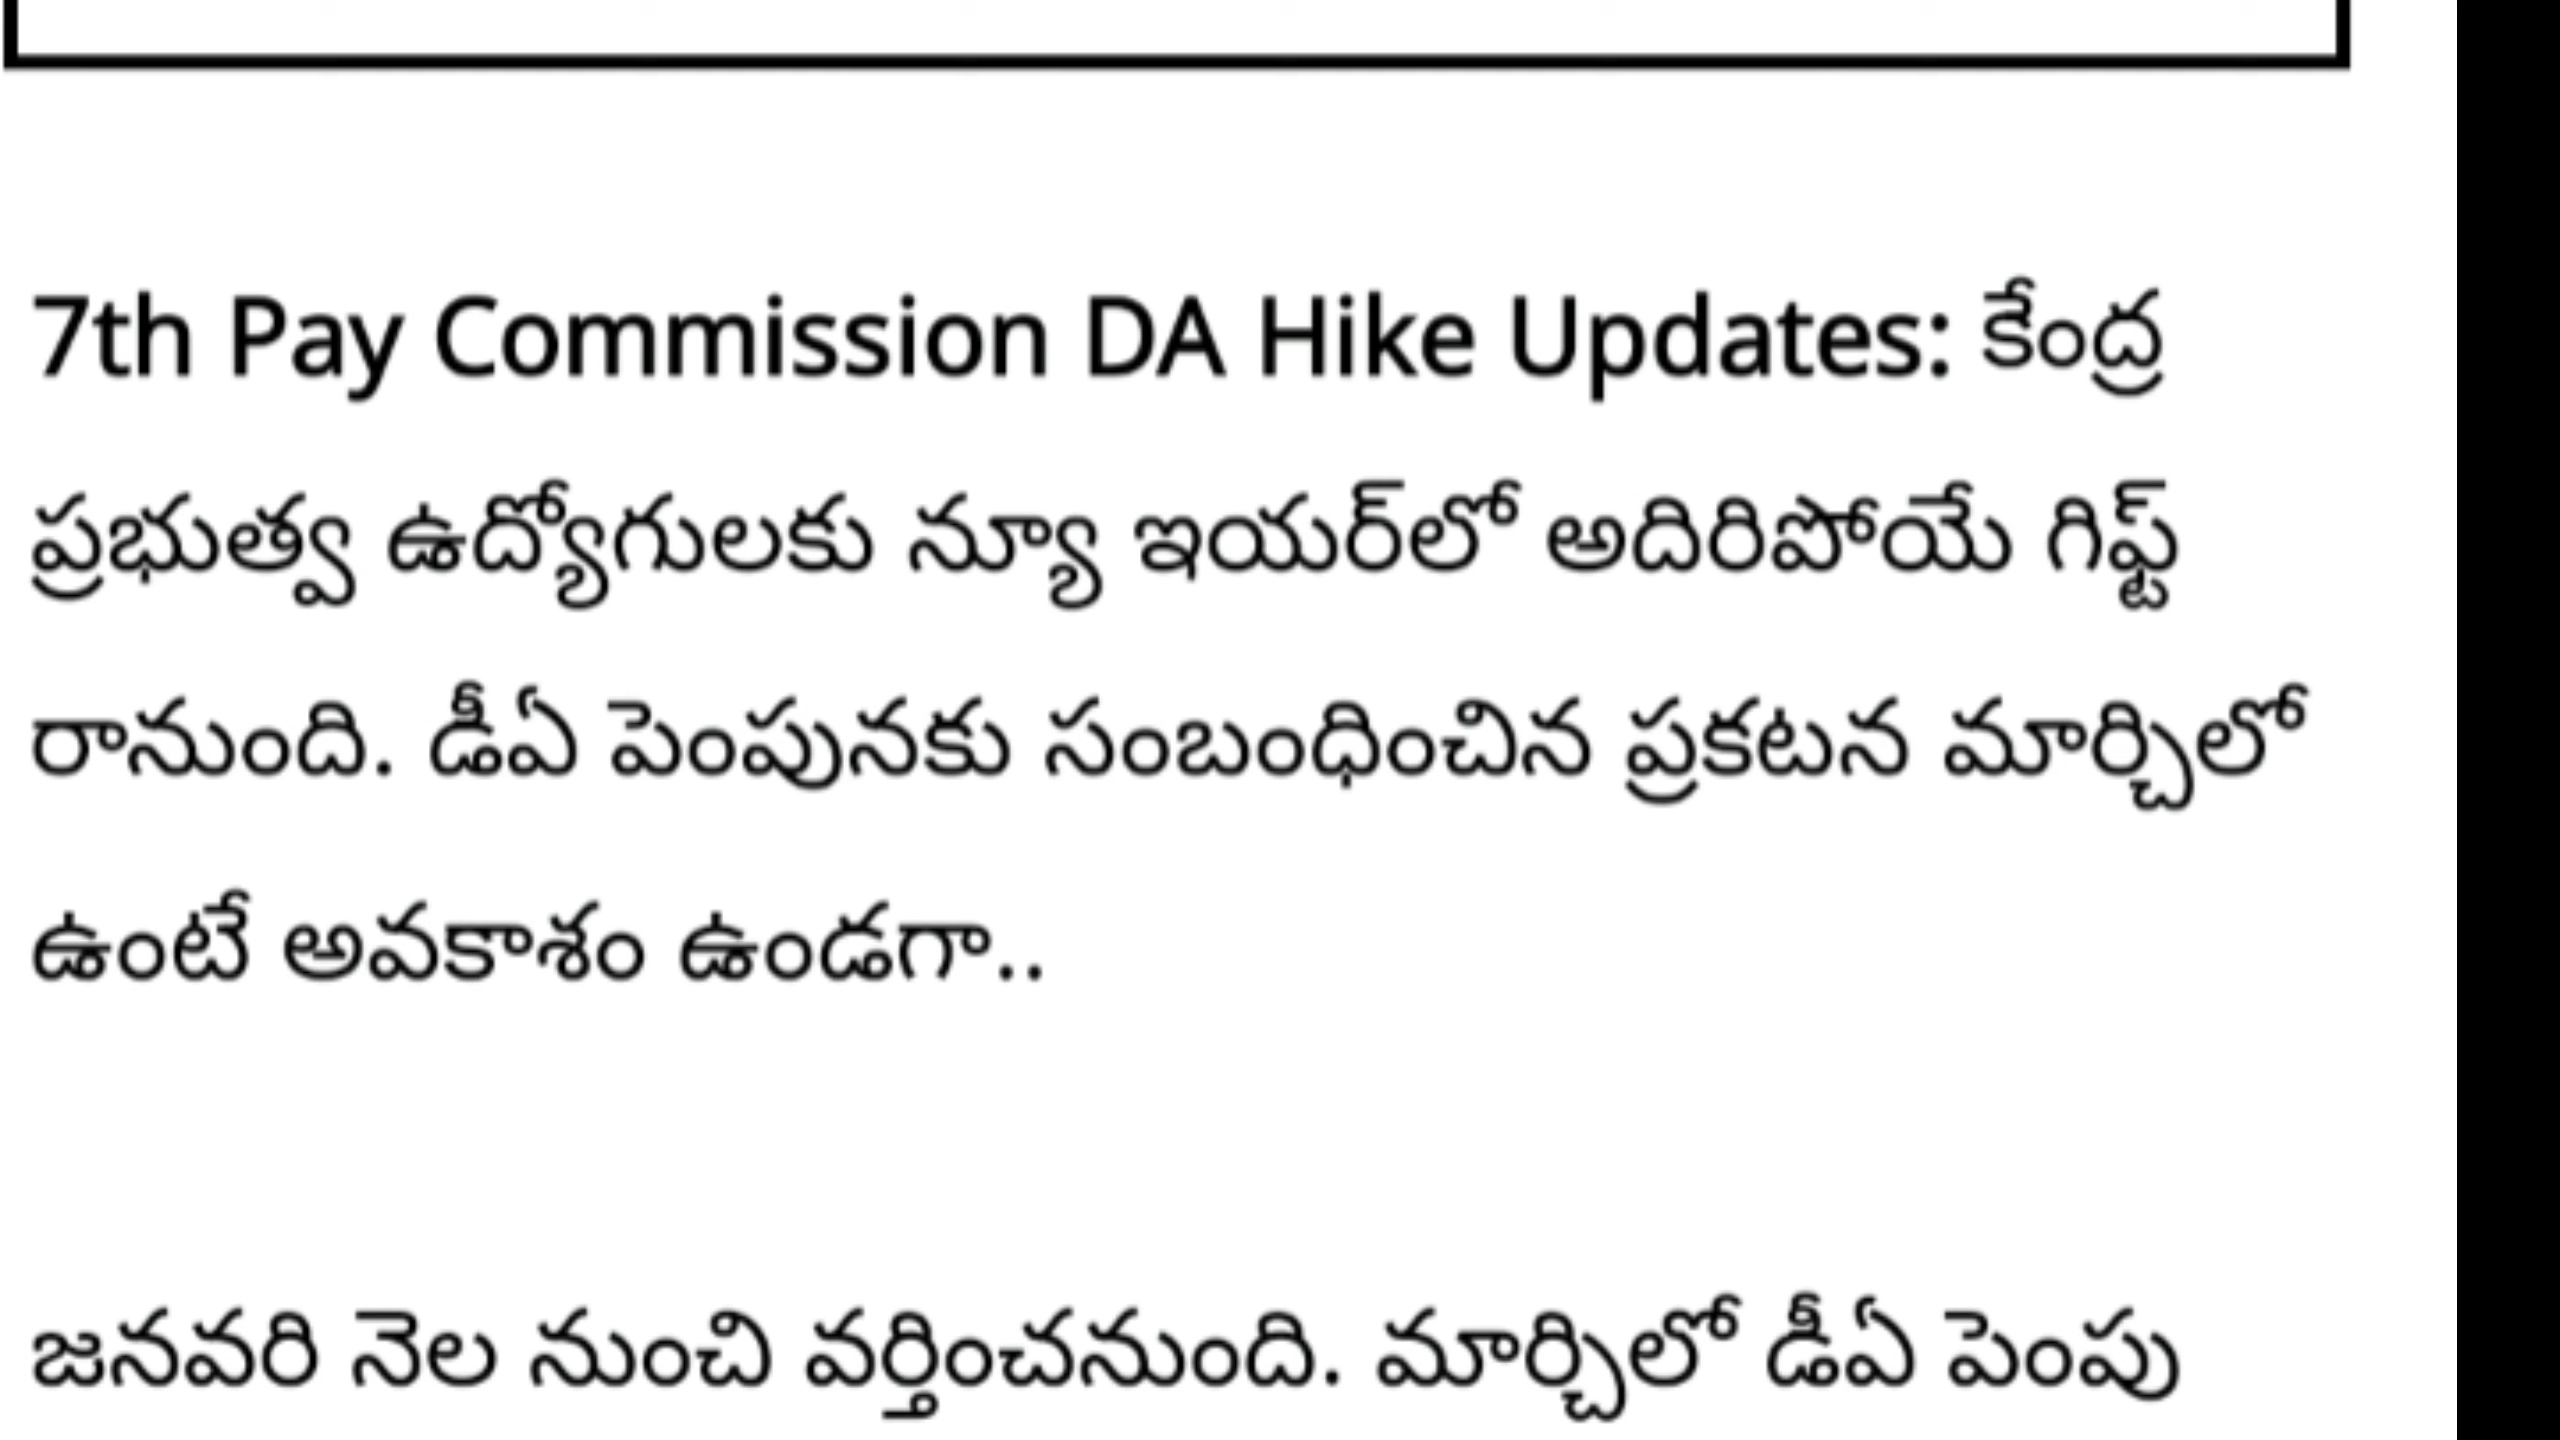 7th Pay Commission DA Hike Updates: కేంద్ర
ప్రభుత్వ ఉద్యోగులకు న్యూ ఇయర్‌లో అదిరిపోయే గిఫ్ట్
రానుంది. డీఏ పెంపునకు సంబంధించిన ప్రకటన మార్చిలో
ఉంటే అవకాశం ఉండగా..
జనవరి నెల నుంచి వర్తించనుంది. మార్చిలో డీఏ పెంపు